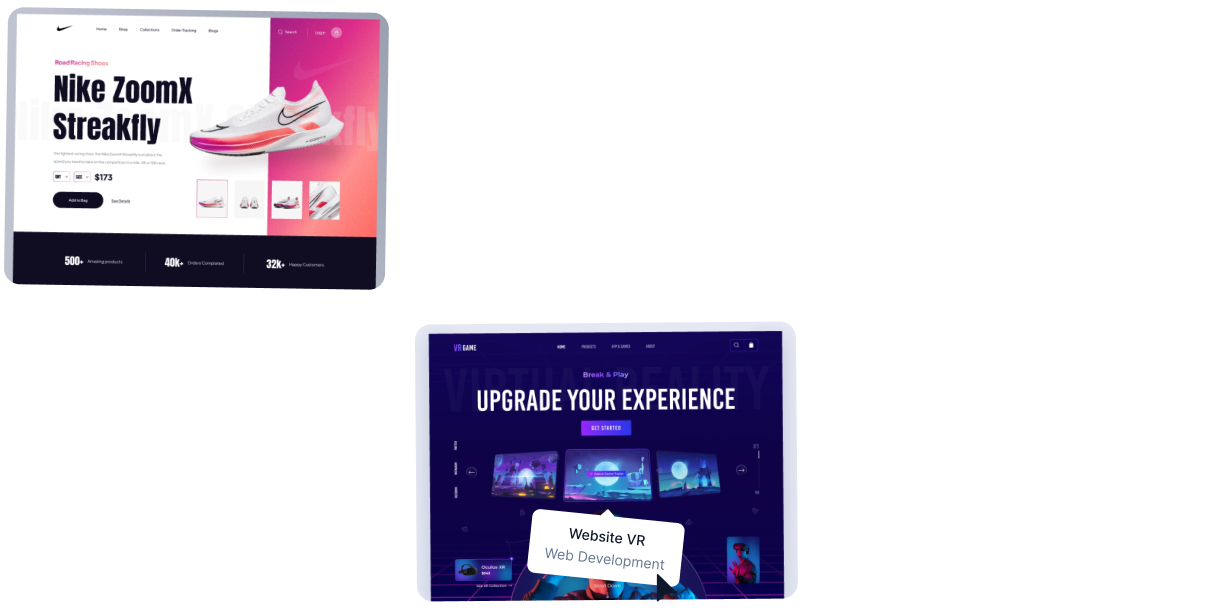 Home Shop Collections Order Tracking Blogs Search Login
Road Racing Shoes
Nike ZoomX
Streakfly
$173
Add to Bag See Details
500+ Amazing products 40k+ Orders Completed 32k+ Happy Customers
VR GAME HOME PRODUCTS APP & GAMES ABOUT
VIRTUAL REALITY
Break & Play
UPGRADE YOUR EXPERIENCE
GET STARTED
Website VR
Web Development
Oculus XR